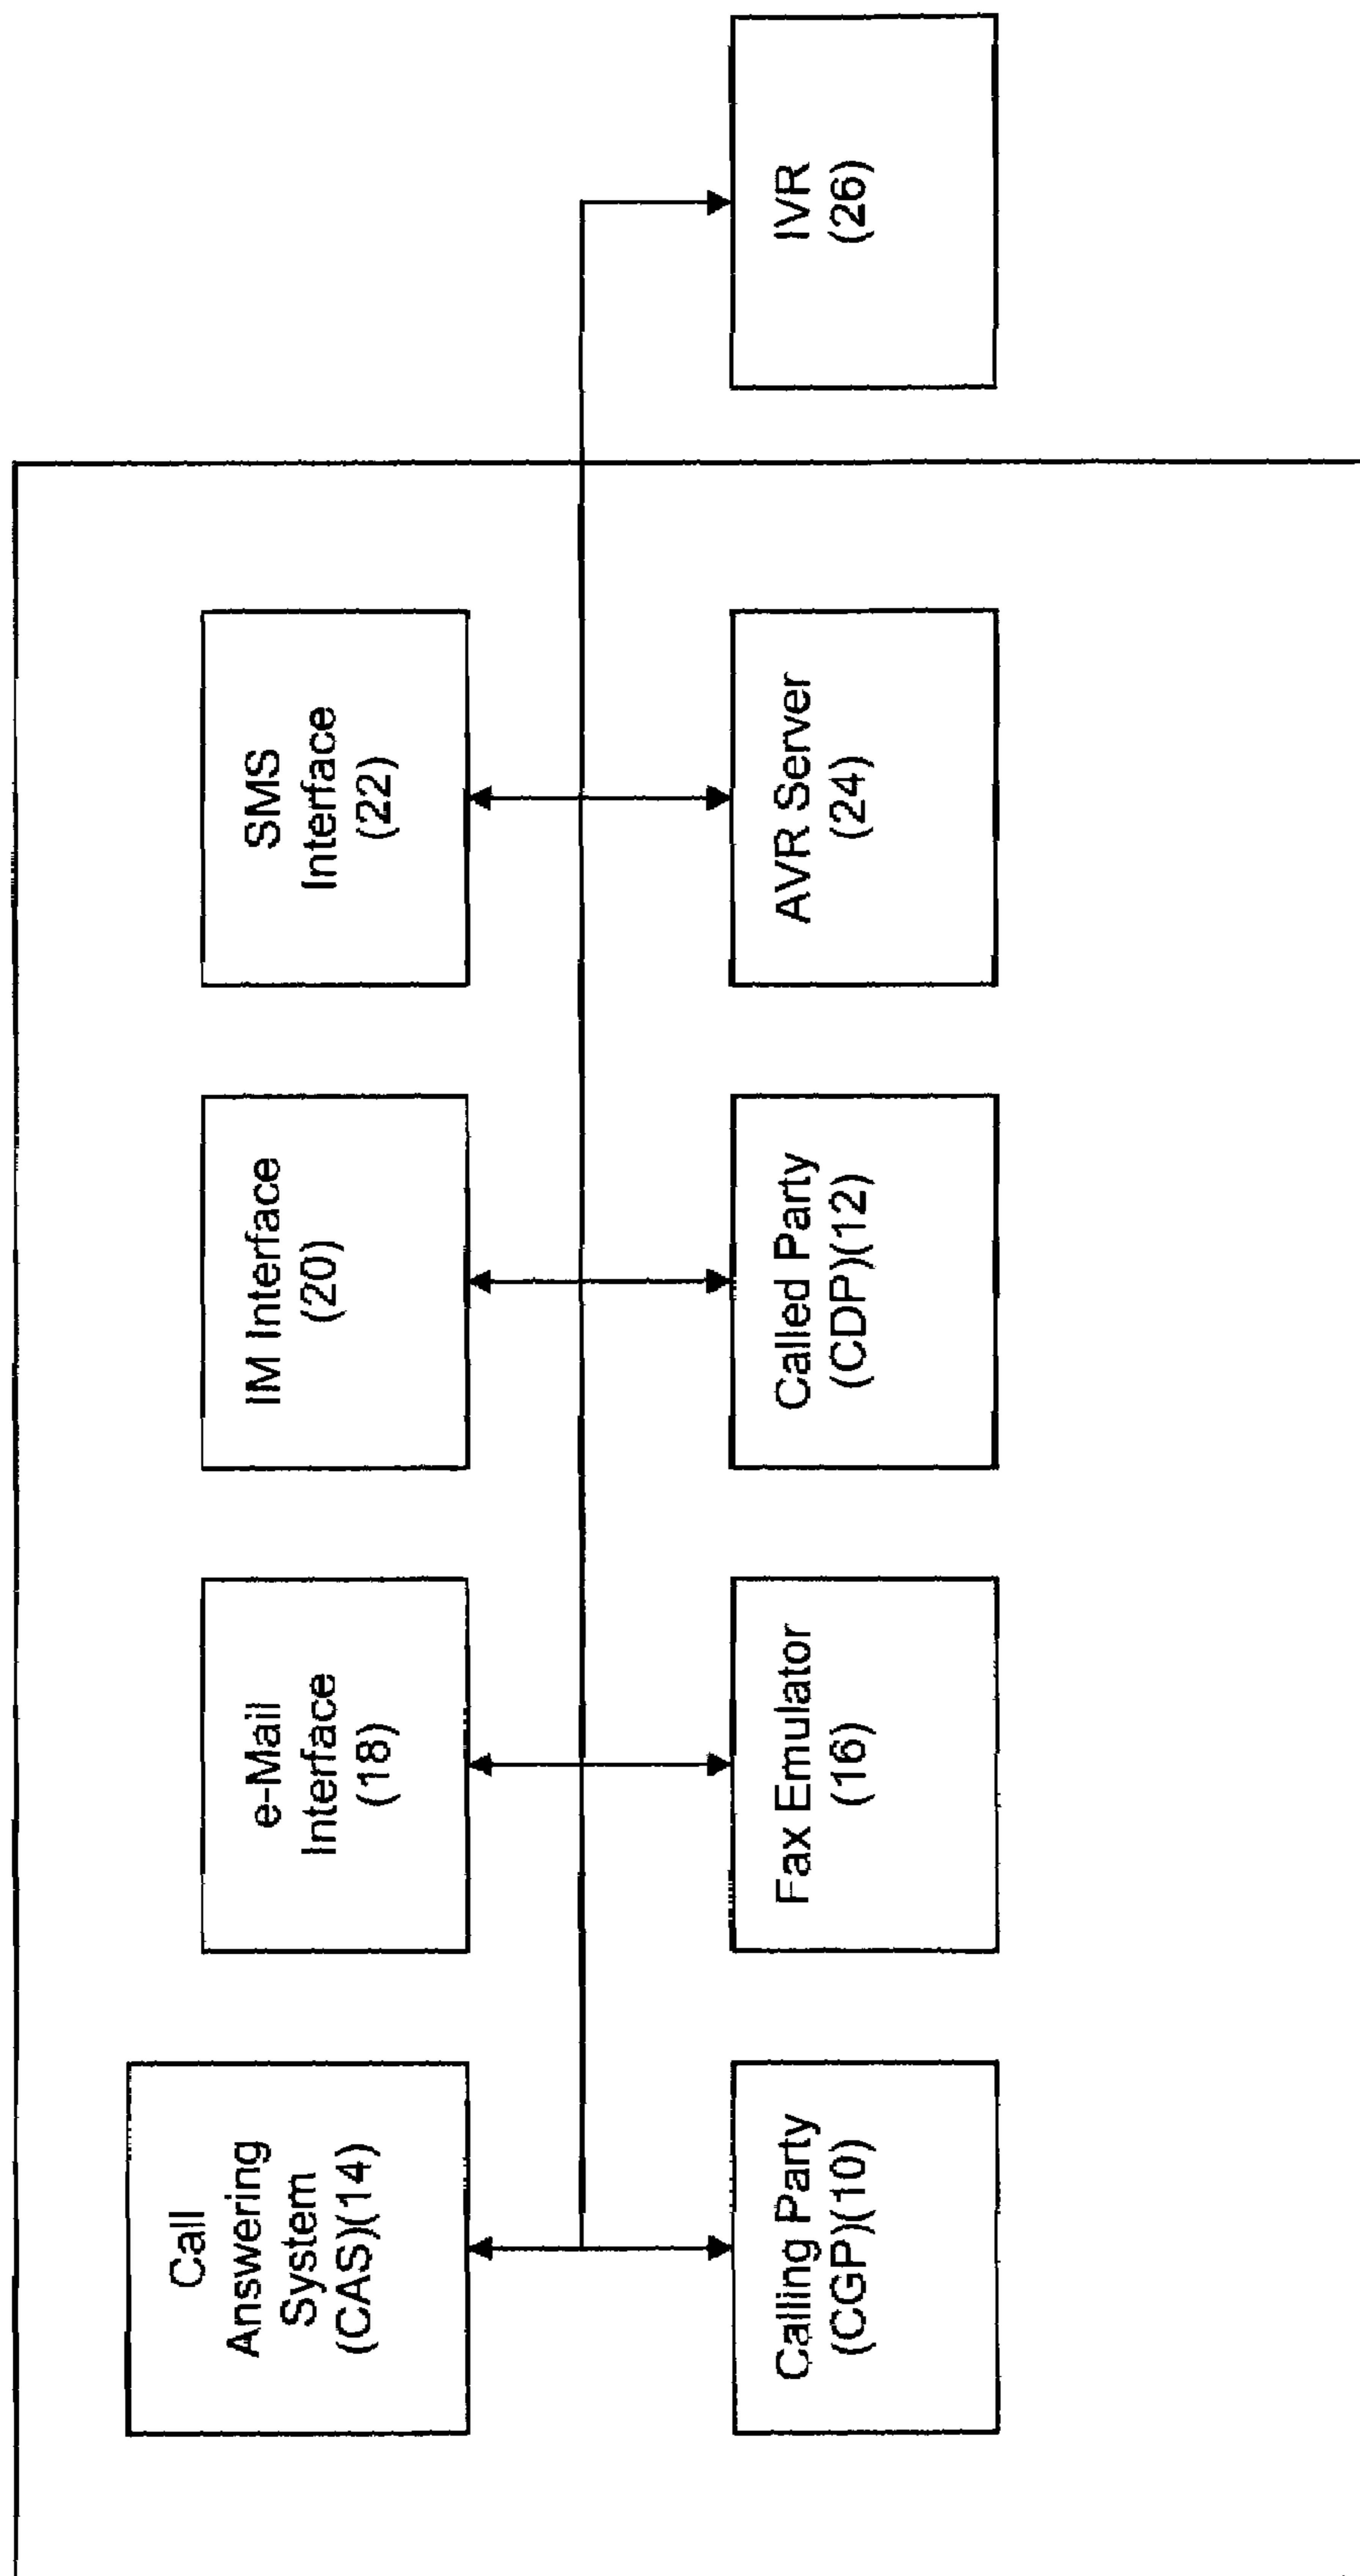 Call
Answering
System
(CAS)(14)
e-Mail
Interface
(18)
IM Interface
(20)
SMS
Interface
(22)
Calling Party
(CGP)(10)
Fax Emulator
(16)
Called Party
(CDP)(12)
AVR Server
(24)
IVR
(26)